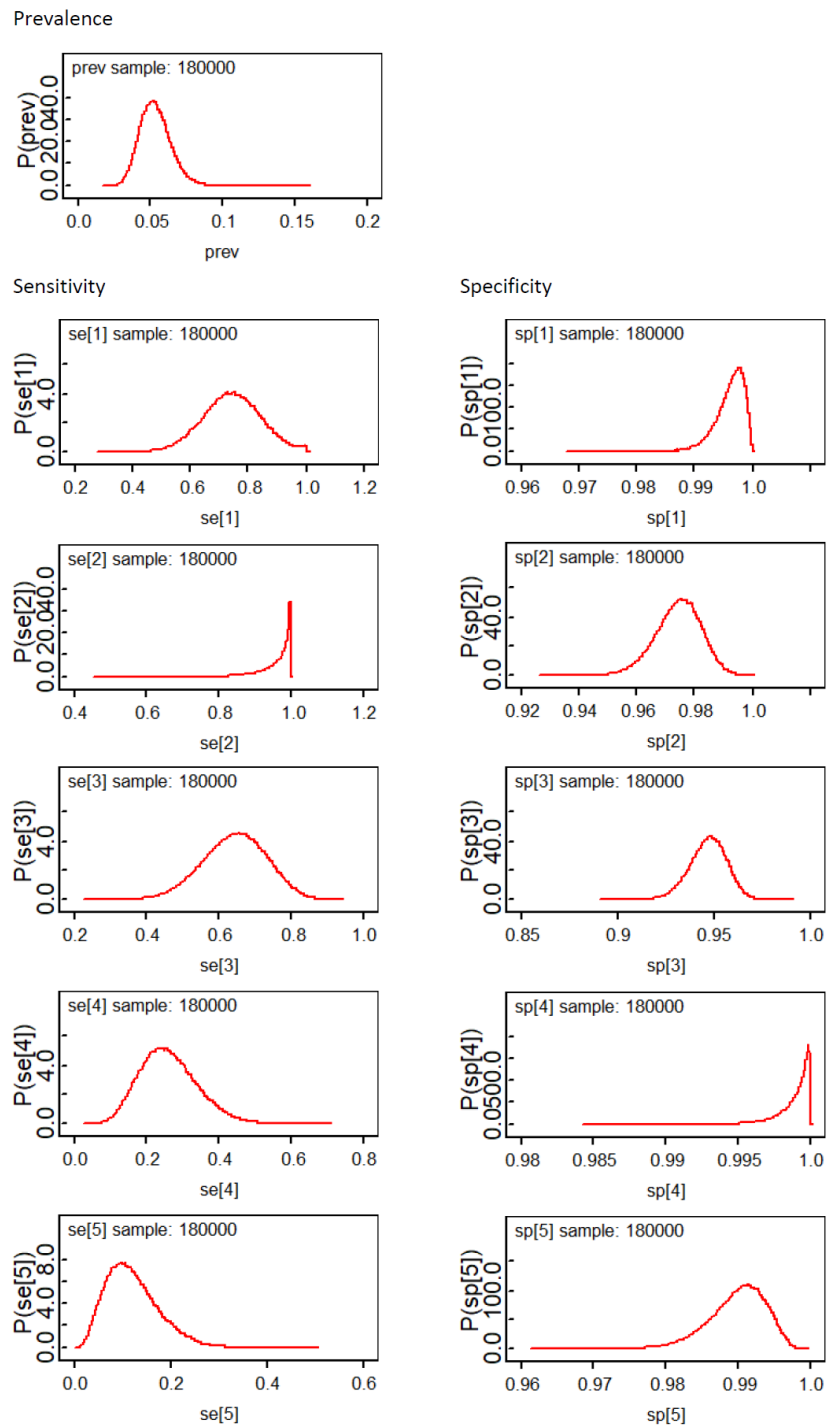 Prevalence
prev sample: 180000
P(prev)
0.0 20.0 40.0
0.0 0.05 0.1 0.15 0.2
prev
Sensitivity Specificity
se[1] sample: 180000
P(se[1])
0.0 4.0
0.2 0.4 0.6 0.8 1.0 1.2
se[1]
sp[1] sample: 180000
P(sp[1])
0.0 100.0
0.96 0.97 0.98 0.99 1.0
sp[1]
se[2] sample: 180000
P(se[2])
0.0 20.0 40.0
0.4 0.6 0.8 1.0 1.2
se[2]
sp[2] sample: 180000
P(sp[2])
0.0 40.0
0.92 0.94 0.96 0.98 1.0
sp[2]
se[3] sample: 180000
P(se[3])
0.0 4.0
0.2 0.4 0.6 0.8 1.0
se[3]
sp[3] sample: 180000
P(sp[3])
0.0 40.0
0.85 0.9 0.95 1.0
sp[3]
se[4] sample: 180000
P(se[4])
0.0 4.0
0.0 0.2 0.4 0.6 0.8
se[4]
sp[4] sample: 180000
P(sp[4])
0.0 500.0
0.98 0.985 0.99 0.995 1.0
sp[4]
se[5] sample: 180000
P(se[5])
0.0 4.0 8.0
0.0 0.2 0.4 0.6
se[5]
sp[5] sample: 180000
P(sp[5])
0.0 100.0
0.96 0.97 0.98 0.99 1.0
sp[5]